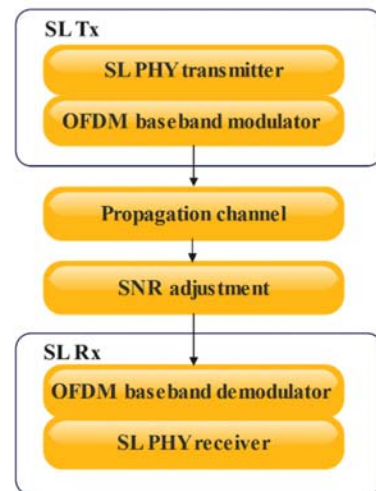 SL Tx
SL PHY transmitter
OFDM baseband modulator
Propagation channel
SNR adjustment
SL Rx
OFDM baseband demodulator
SL PHY receiver